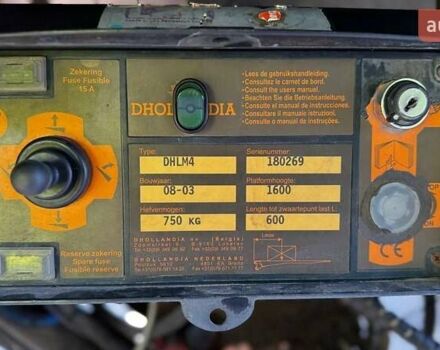 Zekering
Fuse Fusible
15 A
DHOLLANDIA
- Lees de gebruikshandleiding.
- Consultez le carnet de bord.
- Consult the users manual.
- Beachten Sie die Betriebsanleitung.
- Consulte el manual de instrucciones.
- Consultare il manuale istruzioni.
- Consulte o manual de instruções.
Type:
DHLM4
Serienummer:
180269
Bouwjaar:
08-03
Platformhoogte:
1600
Hefvermogen:
750 KG
Lengte tot zwaartepunt last L:
600
DHOLLANDIA nv (België)
DHOLLANDIA NEDERLAND
Reserve zekering
Spare fuse
Fusible reserve
CE